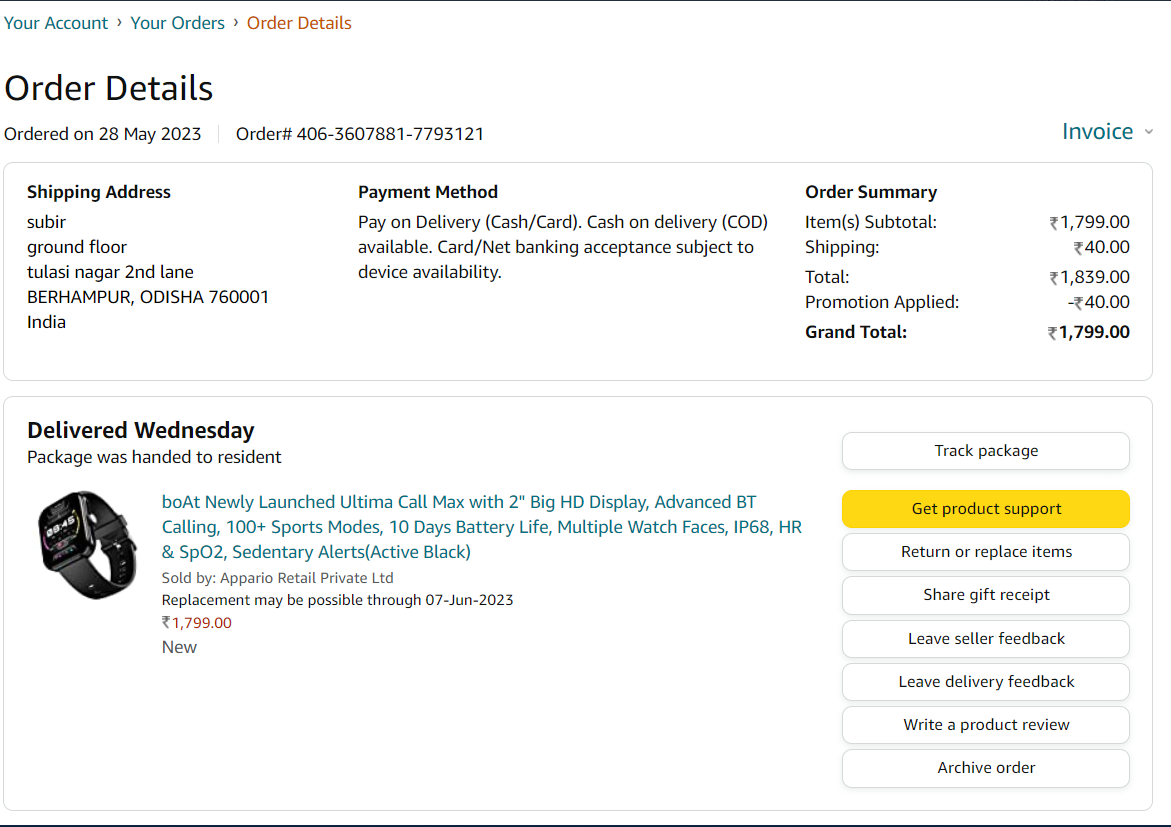 Your Account › Your Orders › Order Details
Order Details
Ordered on 28 May 2023 Order# 406-3607881-7793121
Invoice
Shipping Address
subir
ground floor
tulasi nagar 2nd lane
BERHAMPUR, ODISHA 760001
India
Payment Method
Pay on Delivery (Cash/Card). Cash on delivery (COD)
available. Card/Net banking acceptance subject to
device availability.
Order Summary
Item(s) Subtotal: ₹1,799.00
Shipping: ₹40.00
Total: ₹1,839.00
Promotion Applied: -₹40.00
Grand Total: ₹1,799.00
Delivered Wednesday
Package was handed to resident
08:45
boAt Newly Launched Ultima Call Max with 2" Big HD Display, Advanced BT
Calling, 100+ Sports Modes, 10 Days Battery Life, Multiple Watch Faces, IP68, HR
& SpO2, Sedentary Alerts(Active Black)
Sold by: Appario Retail Private Ltd
Replacement may be possible through 07-Jun-2023
₹1,799.00
New
Track package
Get product support
Return or replace items
Share gift receipt
Leave seller feedback
Leave delivery feedback
Write a product review
Archive order